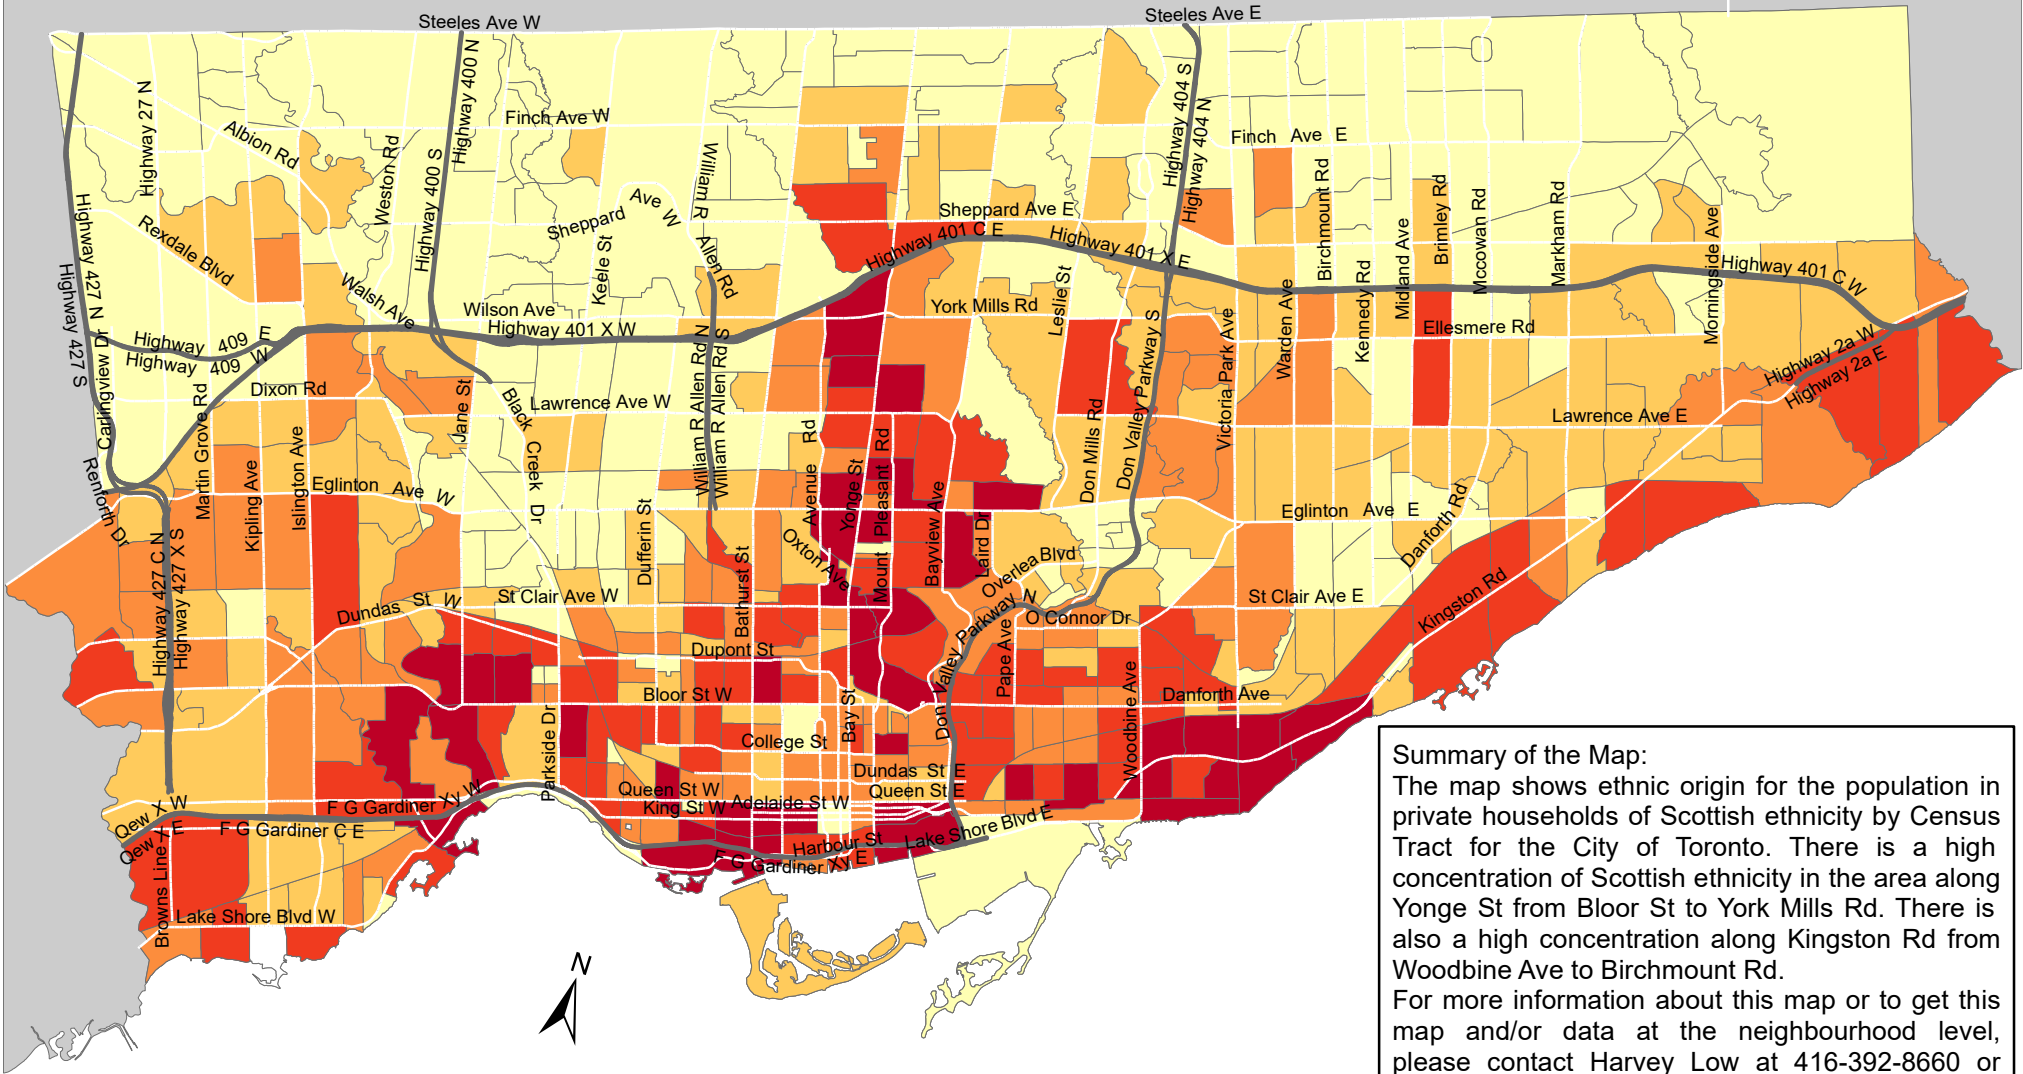 Steeles Ave W
Steeles Ave E
Highway 27 N
Highway 400 N
Highway 404 S
Highway 404 N
Finch Ave W
Finch Ave E
Albion Rd
Weston Rd
Highway 400 S
William R Allen Rd
Sheppard Ave W
Keele St
Sheppard Ave E
Birchmount Rd
Midland Ave
Brimley Rd
Mccowan Rd
Markham Rd
Morningside Ave
Highway 427 N
Highway 427 S
Rexdale Blvd
Walsh Ave
Wilson Ave
Highway 401 X W
Highway 401 C E
Highway 401 X E
Highway 401 C W
York Mills Rd
Leslie St
Ellesmere Rd
Warden Ave
Kennedy Rd
Victoria Park Ave
Highway 409 E
Highway 409 W
Highway 2a W
Highway 2a E
Carlingview Dr
Dixon Rd
Martin Grove Rd
Jane St
Black Creek Dr
Lawrence Ave W
William R Allen Rd N
William R Allen Rd S
Lawrence Ave E
Don Valley Parkway S
Don Mills Rd
Renforth Dr
Kipling Ave
Islington Ave
Eglinton Ave W
Avenue Rd
Yonge St
Mount Pleasant Rd
Bayview Ave
Laird Dr
Eglinton Ave E
Danforth Rd
Highway 427 C N
Highway 427 X S
Dufferin St
Bathurst St
Oxton Ave
Overlea Blvd
Dundas St W
St Clair Ave W
St Clair Ave E
Kingston Rd
Don Valley Parkway N
O Connor Dr
Pape Ave
Dupont St
Bloor St W
Danforth Ave
Woodbine Ave
Parkside Dr
Bay St
College St
Dundas St E
Queen St E
Queen St W
King St W
Adelaide St W
Qew X W
Qew X E
F G Gardiner Xy W
F G Gardiner C E
Harbour St
Lake Shore Blvd E
F G Gardiner Xy E
Browns Line
Lake Shore Blvd W
N
Summary of the Map:
The map shows ethnic origin for the population in
private households of Scottish ethnicity by Census
Tract for the City of Toronto. There is a high
concentration of Scottish ethnicity in the area along
Yonge St from Bloor St to York Mills Rd. There is
also a high concentration along Kingston Rd from
Woodbine Ave to Birchmount Rd.
For more information about this map or to get this
map and/or data at the neighbourhood level,
please contact Harvey Low at 416-392-8660 or